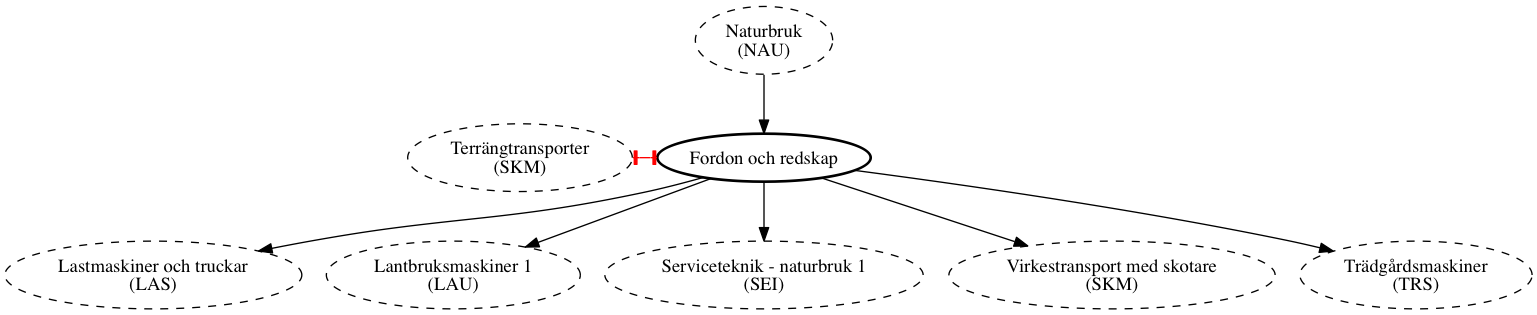 Naturbruk
(NAU)
Terrängtransporter
(SKM)
Fordon och redskap
Lastmaskiner och truckar
(LAS)
Lantbruksmaskiner 1
(LAU)
Serviceteknik - naturbruk 1
(SEI)
Virkestransport med skotare
(SKM)
Trädgårdsmaskiner
(TRS)